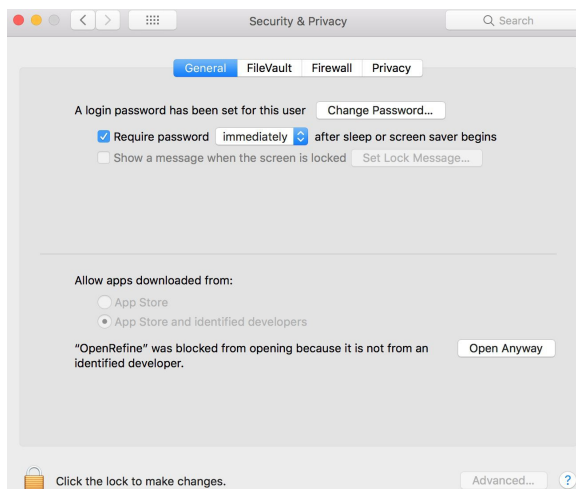 Security & Privacy
Search
General FileVault Firewall Privacy
A login password has been set for this user Change Password...
Require password immediately after sleep or screen saver begins
Show a message when the screen is locked Set Lock Message...
Allow apps downloaded from:
App Store
App Store and identified developers
“OpenRefine” was blocked from opening because it is not from an Open Anyway
identified developer.
Click the lock to make changes. Advanced... ?